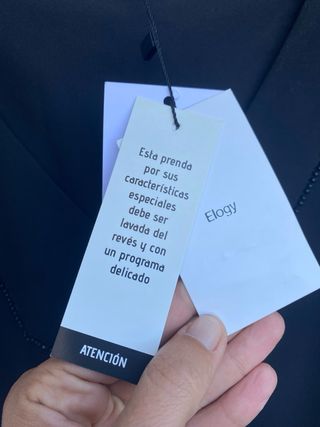 Esta prenda
por sus
características
especiales
debe ser
lavada del
revés y con
un programa
delicado
ATENCIÓN
Elogy